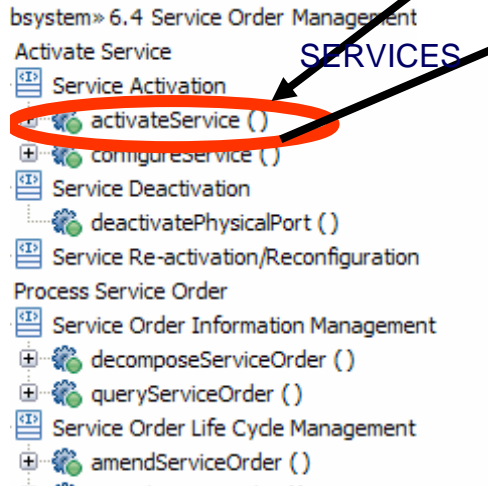 bsystem» 6.4 Service Order Management
Activate Service
SERVICES
Service Activation
activateService ( )
configureService ( )
Service Deactivation
deactivatePhysicalPort ( )
Service Re-activation/Reconfiguration
Process Service Order
Service Order Information Management
decomposeServiceOrder ( )
queryServiceOrder ( )
Service Order Life Cycle Management
amendServiceOrder ( )